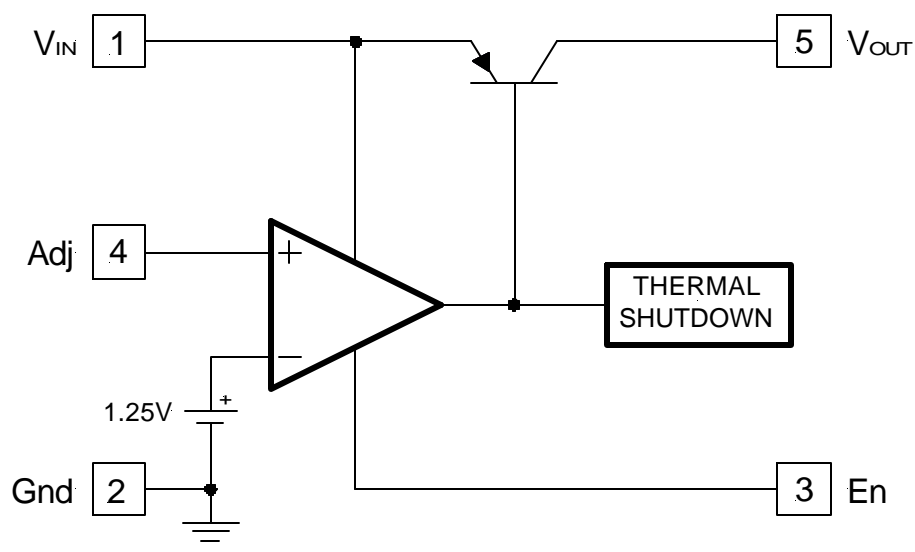 VIN 1
5 VOUT
Adj 4
+
THERMAL
SHUTDOWN
−
1.25V
+
Gnd 2
3 En